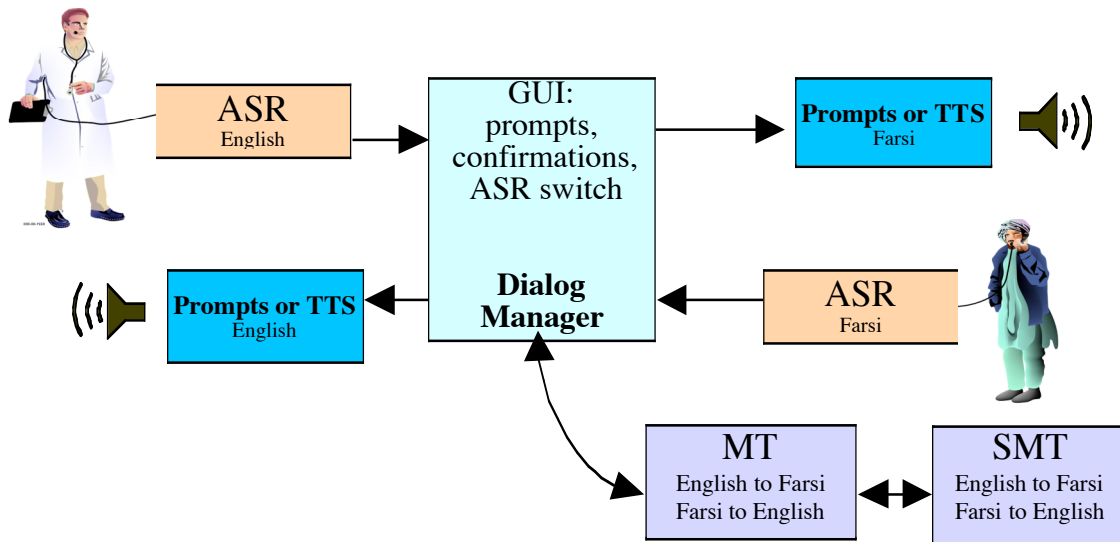 ASR
English
GUI:
prompts,
confirmations,
ASR switch
Dialog
Manager
Prompts or TTS
Farsi
Prompts or TTS
English
ASR
Farsi
MT
English to Farsi
Farsi to English
SMT
English to Farsi
Farsi to English